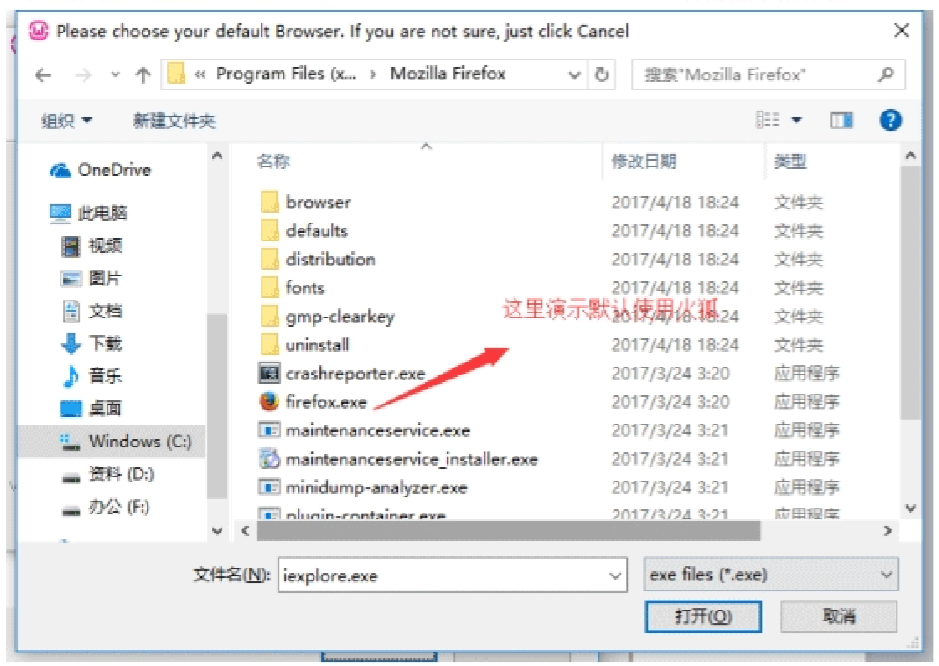 Please choose your default Browser. If you are not sure, just click Cancel
« Program Files (x... › Mozilla Firefox
搜索"Mozilla Firefox"
组织 新建文件夹
名称 修改日期 类型
OneDrive
此电脑
视频
图片
文档
下载
音乐
桌面
Windows (C:)
资料 (D:)
办公 (F:)
browser 2017/4/18 18:24 文件夹
defaults 2017/4/18 18:24 文件夹
distribution 2017/4/18 18:24 文件夹
fonts 2017/4/18 18:24 文件夹
这里演示默认使用火狐
gmp-clearkey 2017/4/18 18:24 文件夹
uninstall 2017/4/18 18:24 文件夹
crashreporter.exe 2017/3/24 3:20 应用程序
firefox.exe 2017/3/24 3:20 应用程序
maintenanceservice.exe 2017/3/24 3:21 应用程序
maintenanceservice_installer.exe 2017/3/24 3:21 应用程序
minidump-analyzer.exe 2017/3/24 3:21 应用程序
plugin-container.exe 2017/3/24 3:21 应用程序
文件名(N): iexplore.exe exe files (*.exe)
打开(O) 取消